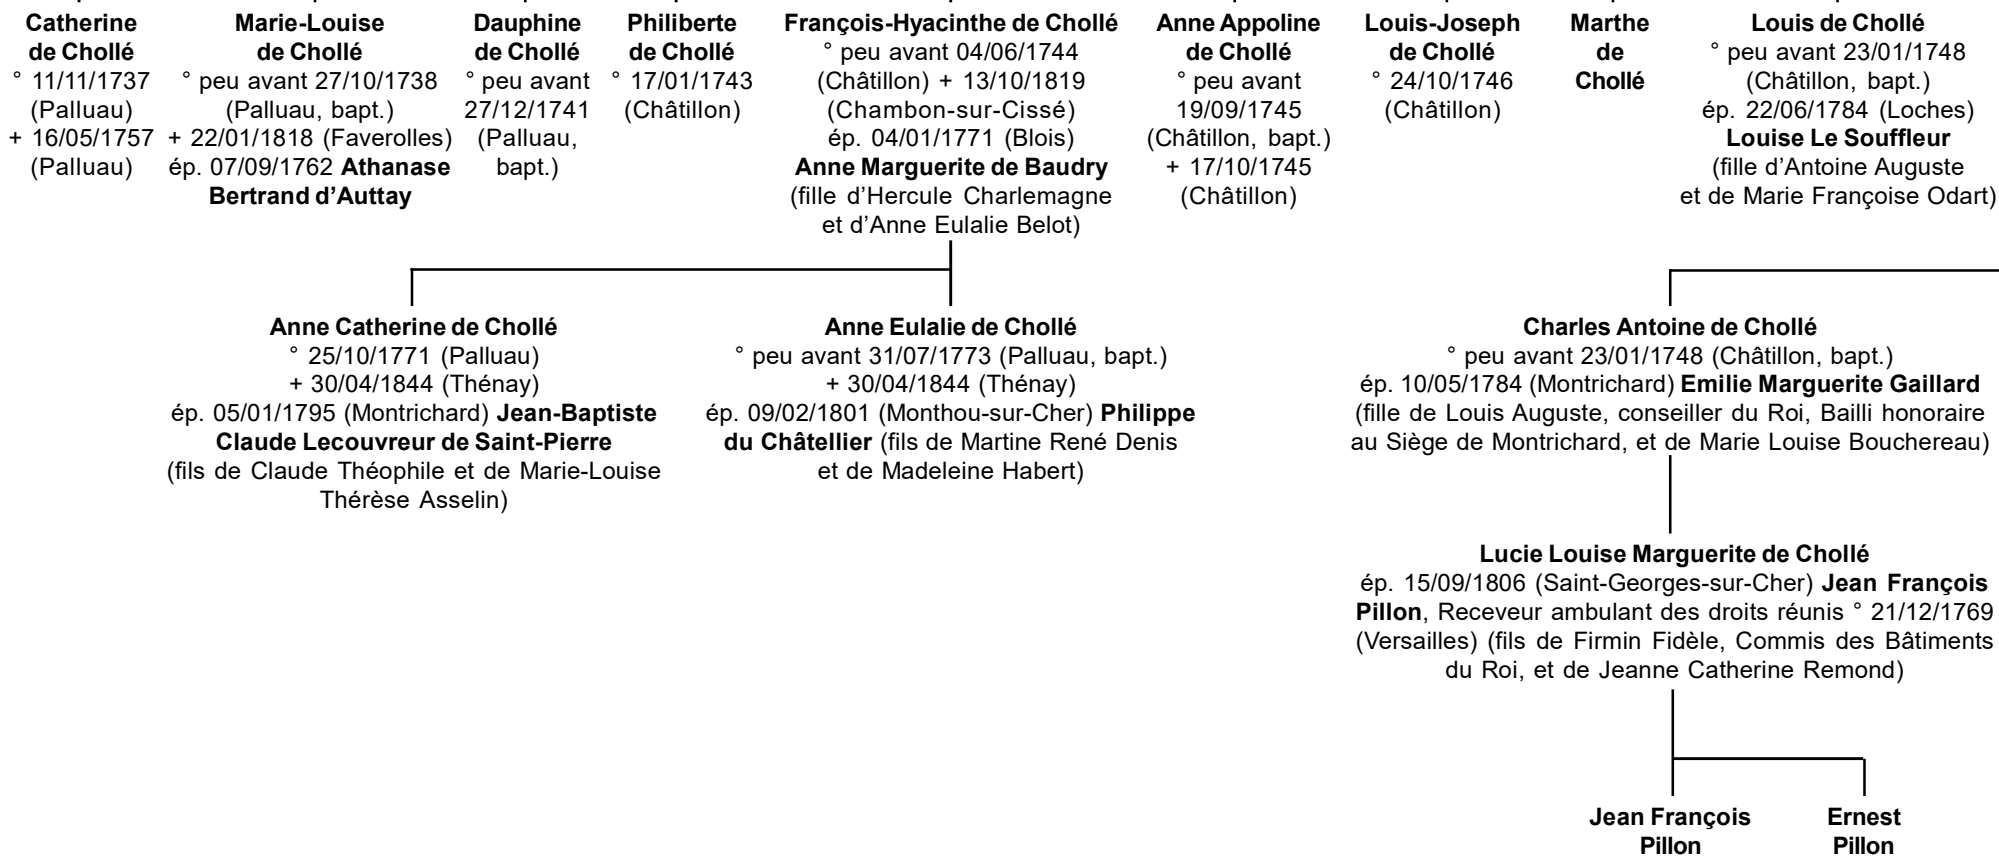 Catherine
de Chollé
° 11/11/1737
(Palluau)
+ 16/05/1757
(Palluau)
Marie-Louise
de Chollé
° peu avant 27/10/1738
(Palluau, bapt.)
+ 22/01/1818 (Faverolles)
ép. 07/09/1762 Athanase
Bertrand d'Auttay
Dauphine
de Chollé
° peu avant
27/12/1741
(Palluau,
bapt.)
Philiberte
de Chollé
° 17/01/1743
(Châtillon)
François-Hyacinthe de Chollé
° peu avant 04/06/1744
(Châtillon) + 13/10/1819
(Chambon-sur-Cissé)
ép. 04/01/1771 (Blois)
Anne Marguerite de Baudry
(fille d'Hercule Charlemagne
et d'Anne Eulalie Belot)
Anne Appoline
de Chollé
° peu avant
19/09/1745
(Châtillon, bapt.)
+ 17/10/1745
(Châtillon)
Louis-Joseph
de Chollé
° 24/10/1746
(Châtillon)
Marthe
de
Chollé
Louis de Chollé
° peu avant 23/01/1748
(Châtillon, bapt.)
ép. 22/06/1784 (Loches)
Louise Le Souffleur
(fille d'Antoine Auguste
et de Marie Françoise Odart)
Anne Catherine de Chollé
° 25/10/1771 (Palluau)
+ 30/04/1844 (Thénay)
ép. 05/01/1795 (Montrichard) Jean-Baptiste
Claude Lecouvreur de Saint-Pierre
(fils de Claude Théophile et de Marie-Louise
Thérèse Asselin)
Anne Eulalie de Chollé
° peu avant 31/07/1773 (Palluau, bapt.)
+ 30/04/1844 (Thénay)
ép. 09/02/1801 (Monthou-sur-Cher) Philippe
du Châtellier (fils de Martine René Denis
et de Madeleine Habert)
Charles Antoine de Chollé
° peu avant 23/01/1748 (Châtillon, bapt.)
ép. 10/05/1784 (Montrichard) Emilie Marguerite Gaillard
(fille de Louis Auguste, conseiller du Roi, Bailli honoraire
au Siège de Montrichard, et de Marie Louise Bouchereau)
Lucie Louise Marguerite de Chollé
ép. 15/09/1806 (Saint-Georges-sur-Cher) Jean François
Pillon, Receveur ambulant des droits réunis ° 21/12/1769
(Versailles) (fils de Firmin Fidèle, Commis des Bâtiments
du Roi, et de Jeanne Catherine Remond)
Jean François
Pillon
Ernest
Pillon